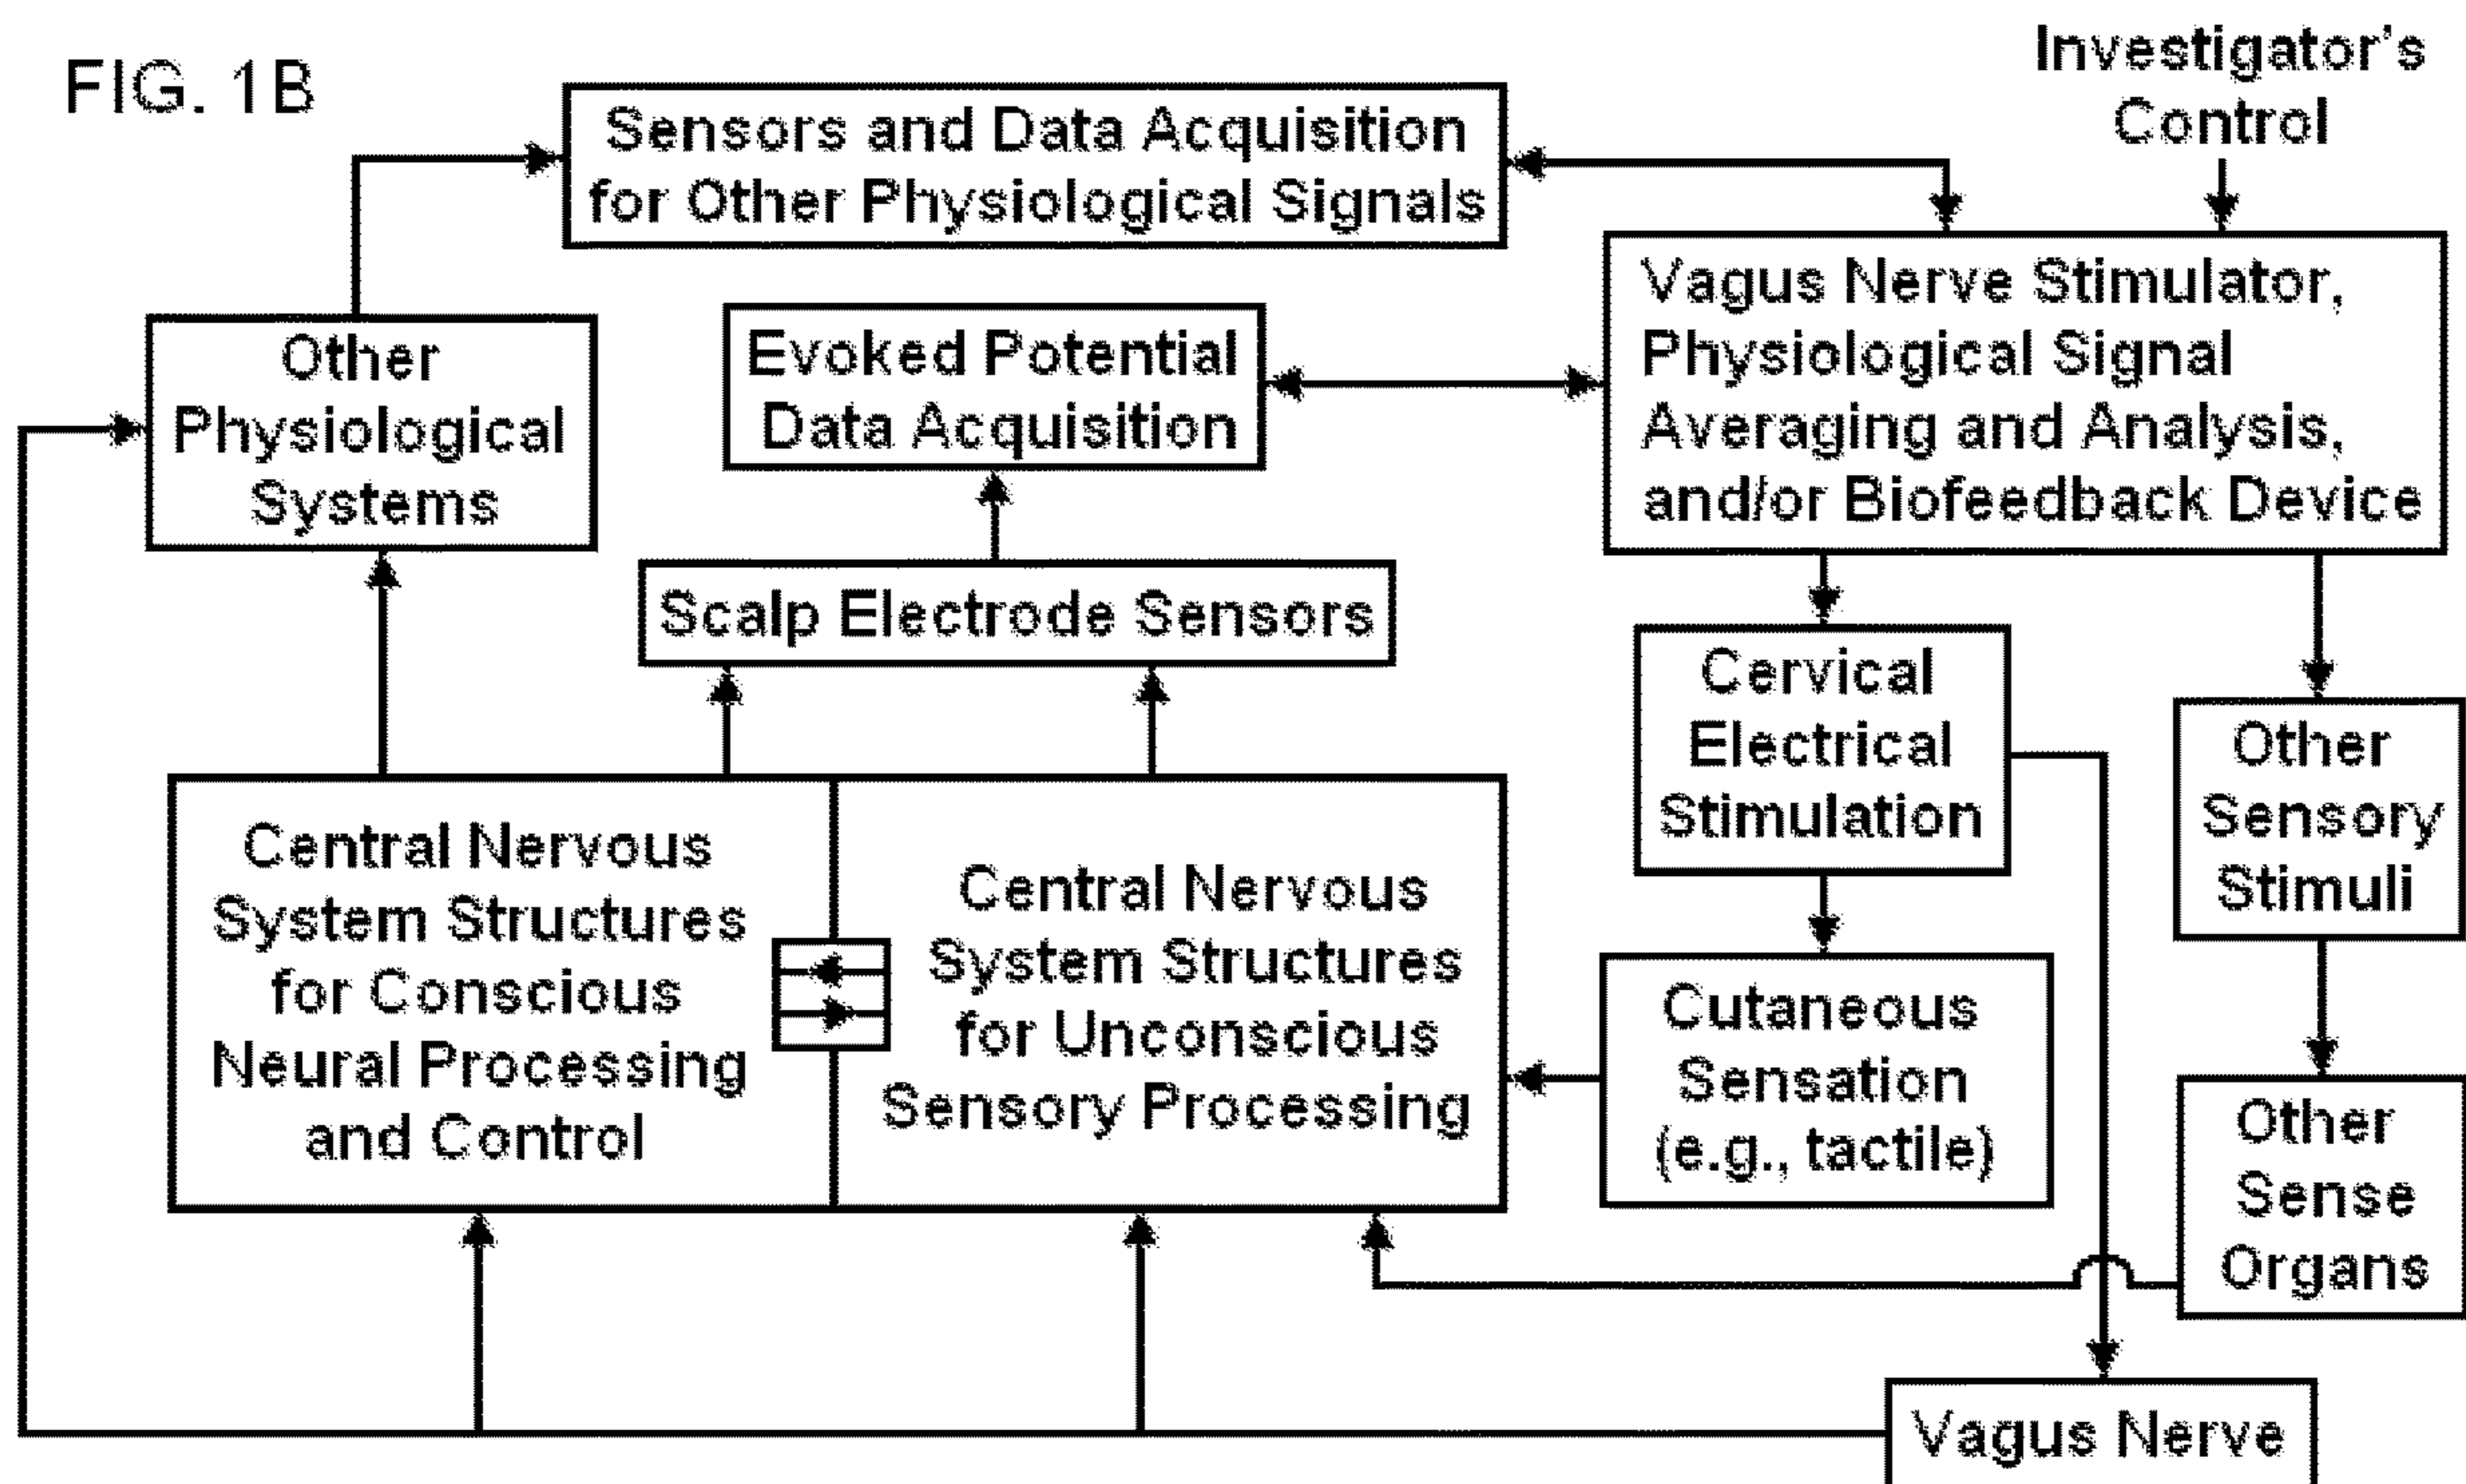 FIG. 1B
Investigator's
Control
Sensors and Data Acquisition
for Other Physiological Signals
Vagus Nerve Stimulator,
Physiological Signal
Averaging and Analysis,
and/or Biofeedback Device
Other
Physiological
Systems
Evoked Potential
Data Acquisition
Scalp Electrode Sensors
Cervical
Electrical
Stimulation
Other
Sensory
Stimuli
Central Nervous
System Structures
for Conscious
Neural Processing
and Control
Central Nervous
System Structures
for Unconscious
Sensory Processing
Cutaneous
Sensation
(e.g., tactile)
Other
Sense
Organs
Vagus Nerve